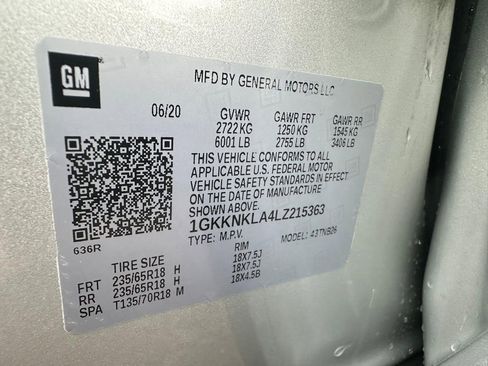 GM
MFD BY GENERAL MOTORS LLC
06/20 GVWR GAWR FRT GAWR RR
2722 KG 1250 KG 1545 KG
6001 LB 2755 LB 3406 LB
THIS VEHICLE CONFORMS TO ALL
APPLICABLE U.S. FEDERAL MOTOR
VEHICLE SAFETY STANDARDS IN
EFFECT ON THE DATE OF MANUFACTURE
SHOWN ABOVE.
1GKKNKLA4LZ215363
TYPE: M.P.V. MODEL:
636R
TIRE SIZE RIM
FRT 235/65R18 H 18X7.5J
RR 235/65R18 H 18X7.5J
SPA T135/70R18 M 18X4.5B